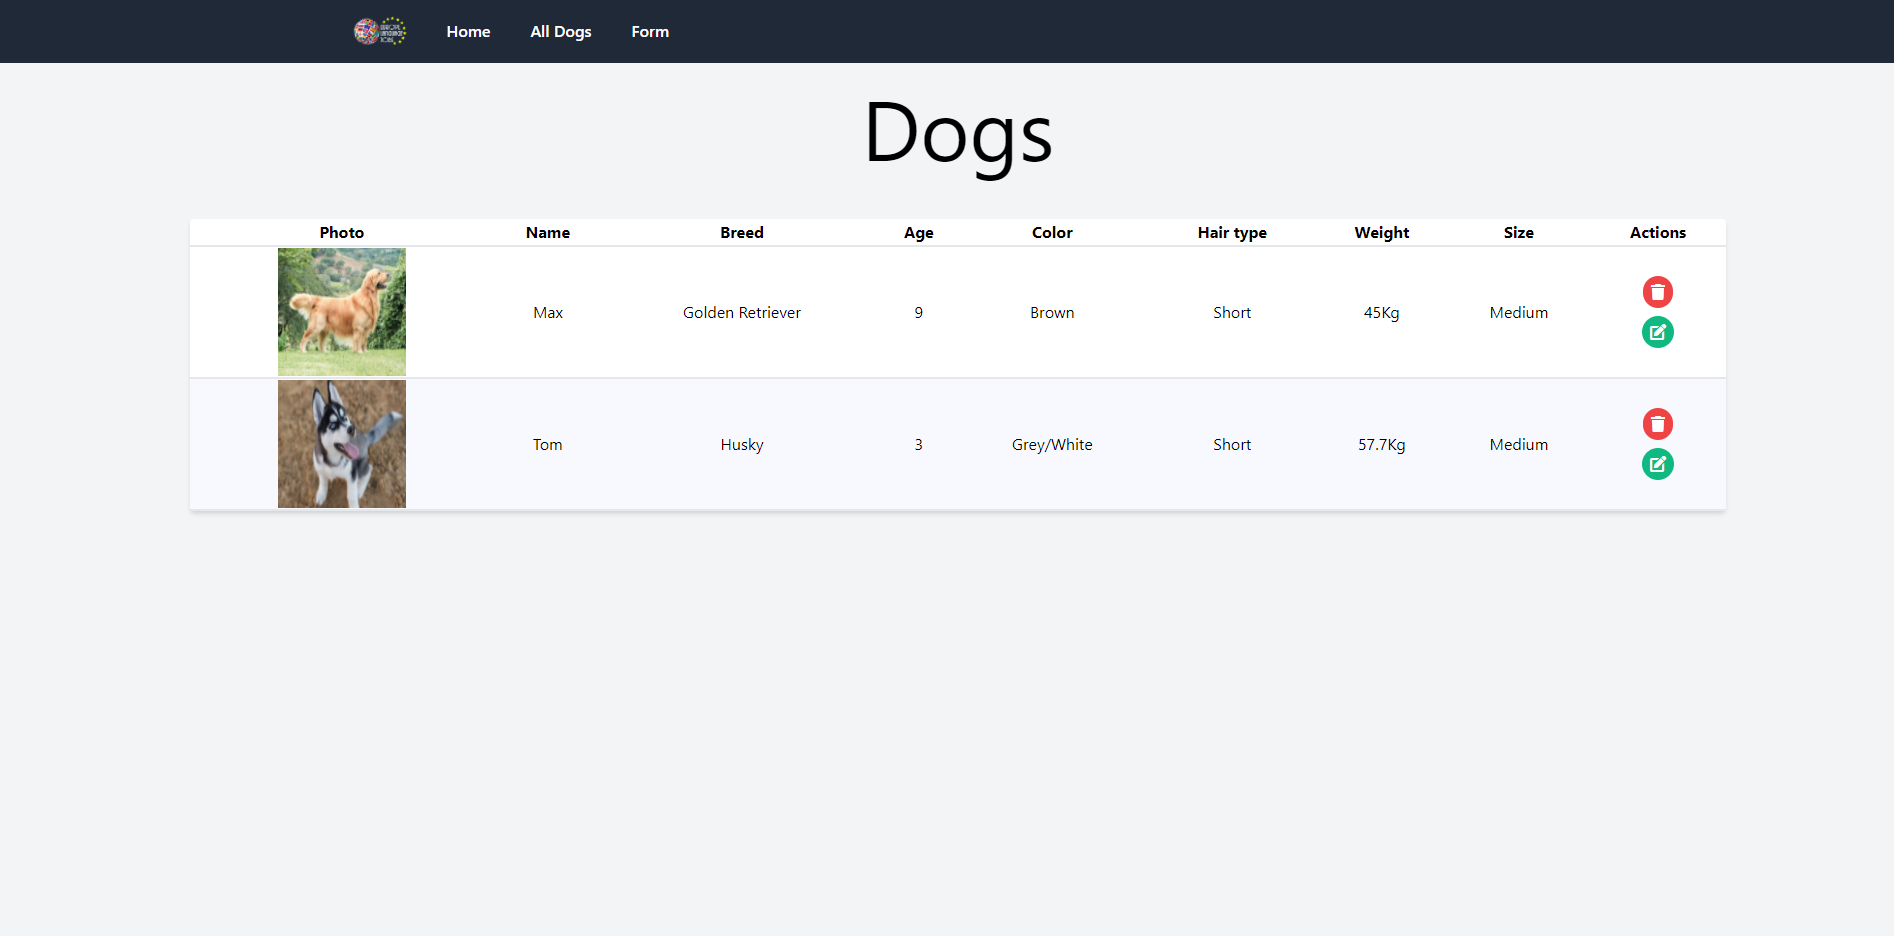 Home All Dogs Form
Dogs
Photo Name Breed Age Color Hair type Weight Size Actions
Max Golden Retriever 9 Brown Short 45Kg Medium
Tom Husky 3 Grey/White Short 57.7Kg Medium